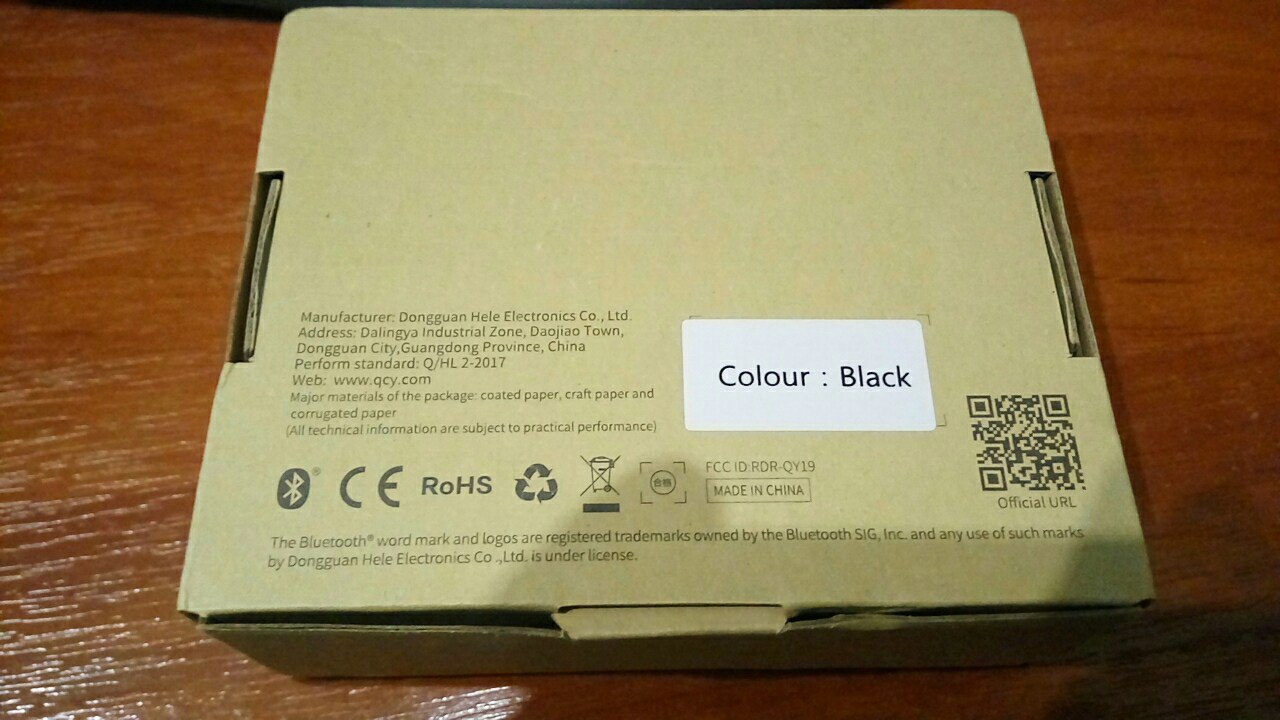 Manufacturer: Dongguan Hele Electronics Co., Ltd.
Address: Dalingya Industrial Zone, Daojiao Town,
Dongguan City,Guangdong Province, China
Perform standard: Q/HL 2-2017
Web: www.qcy.com
Major materials of the package: coated paper, craft paper and
corrugated paper
(All technical information are subject to practical performance)
Colour : Black
Official URL
® CE RoHS 合格
FCC ID:RDR-QY19
MADE IN CHINA
The Bluetooth® word mark and logos are registered trademarks owned by the Bluetooth SIG, Inc. and any use of such marks
by Dongguan Hele Electronics Co .,Ltd. is under license.